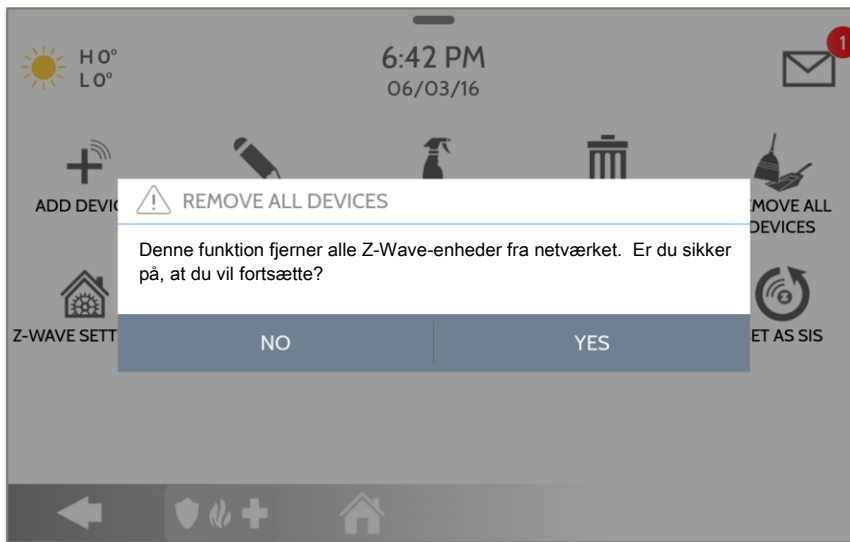 H 0°
L 0°
6:42 PM
06/03/16
1
ADD DEVIC
MOVE ALL
DEVICES
REMOVE ALL DEVICES
Denne funktion fjerner alle Z-Wave-enheder fra netværket. Er du sikker
på, at du vil fortsætte?
NO
YES
Z-WAVE SETT
ET AS SIS